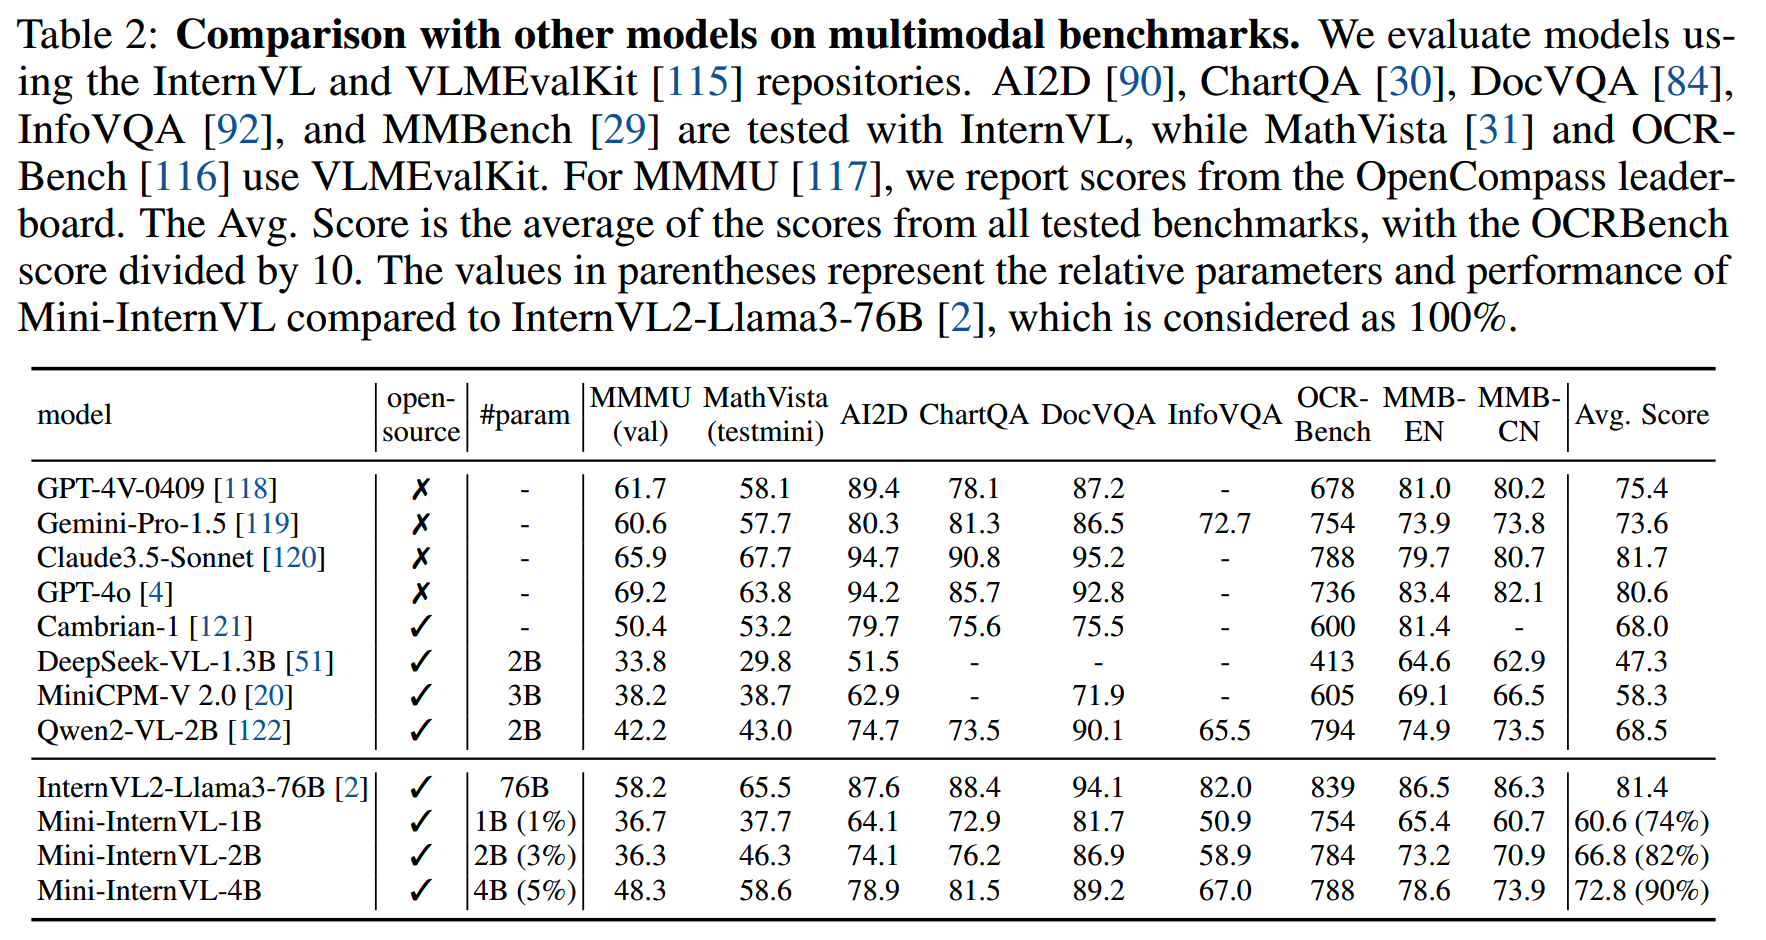 Table 2: Comparison with other models on multimodal benchmarks. We evaluate models us-
ing the InternVL and VLMEvalKit [115] repositories. AI2D [90], ChartQA [30], DocVQA [84],
InfoVQA [92], and MMBench [29] are tested with InternVL, while MathVista [31] and OCR-
Bench [116] use VLMEvalKit. For MMMU [117], we report scores from the OpenCompass leader-
board. The Avg. Score is the average of the scores from all tested benchmarks, with the OCRBench
score divided by 10. The values in parentheses represent the relative parameters and performance of
Mini-InternVL compared to InternVL2-Llama3-76B [2], which is considered as 100%.
model open-source #param MMMU (val) MathVista (testmini) AI2D ChartQA DocVQA InfoVQA OCR-Bench MMB-EN MMB-CN Avg. Score
GPT-4V-0409 [118] ✗ - 61.7 58.1 89.4 78.1 87.2 - 678 81.0 80.2 75.4
Gemini-Pro-1.5 [119] ✗ - 60.6 57.7 80.3 81.3 86.5 72.7 754 73.9 73.8 73.6
Claude3.5-Sonnet [120] ✗ - 65.9 67.7 94.7 90.8 95.2 - 788 79.7 80.7 81.7
GPT-4o [4] ✗ - 69.2 63.8 94.2 85.7 92.8 - 736 83.4 82.1 80.6
Cambrian-1 [121] ✓ - 50.4 53.2 79.7 75.6 75.5 - 600 81.4 - 68.0
DeepSeek-VL-1.3B [51] ✓ 2B 33.8 29.8 51.5 - - - 413 64.6 62.9 47.3
MiniCPM-V 2.0 [20] ✓ 3B 38.2 38.7 62.9 - 71.9 - 605 69.1 66.5 58.3
Qwen2-VL-2B [122] ✓ 2B 42.2 43.0 74.7 73.5 90.1 65.5 794 74.9 73.5 68.5
InternVL2-Llama3-76B [2] ✓ 76B 58.2 65.5 87.6 88.4 94.1 82.0 839 86.5 86.3 81.4
Mini-InternVL-1B ✓ 1B (1%) 36.7 37.7 64.1 72.9 81.7 50.9 754 65.4 60.7 60.6 (74%)
Mini-InternVL-2B ✓ 2B (3%) 36.3 46.3 74.1 76.2 86.9 58.9 784 73.2 70.9 66.8 (82%)
Mini-InternVL-4B ✓ 4B (5%) 48.3 58.6 78.9 81.5 89.2 67.0 788 78.6 73.9 72.8 (90%)